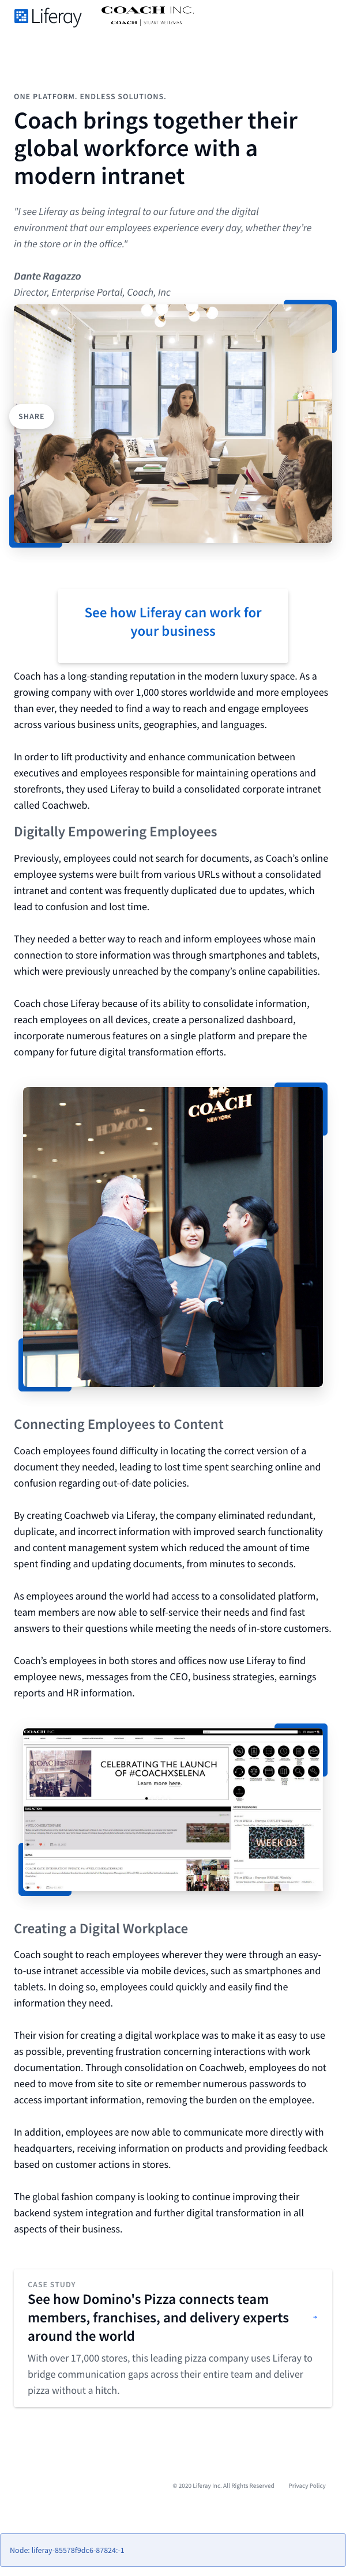 Liferay
COACH INC.
COACH | STUART WEITZMAN
ONE PLATFORM. ENDLESS SOLUTIONS.
Coach brings together their
global workforce with a
modern intranet
"I see Liferay as being integral to our future and the digital
environment that our employees experience every day, whether they're
in the store or in the office."
Dante Ragazzo
Director, Enterprise Portal, Coach, Inc
SHARE
See how Liferay can work for
your business
Coach has a long-standing reputation in the modern luxury space. As a
growing company with over 1,000 stores worldwide and more employees
than ever, they needed to find a way to reach and engage employees
across various business units, geographies, and languages.
In order to lift productivity and enhance communication between
executives and employees responsible for maintaining operations and
storefronts, they used Liferay to build a consolidated corporate intranet
called Coachweb.
Digitally Empowering Employees
Previously, employees could not search for documents, as Coach's online
employee systems were built from various URLs without a consolidated
intranet and content was frequently duplicated due to updates, which
lead to confusion and lost time.
They needed a better way to reach and inform employees whose main
connection to store information was through smartphones and tablets,
which were previously unreached by the company's online capabilities.
Coach chose Liferay because of its ability to consolidate information,
reach employees on all devices, create a personalized dashboard,
incorporate numerous features on a single platform and prepare the
company for future digital transformation efforts.
COACH
NEW YORK
Connecting Employees to Content
Coach employees found difficulty in locating the correct version of a
document they needed, leading to lost time spent searching online and
confusion regarding out-of-date policies.
By creating Coachweb via Liferay, the company eliminated redundant,
duplicate, and incorrect information with improved search functionality
and content management system which reduced the amount of time
spent finding and updating documents, from minutes to seconds.
As employees around the world had access to a consolidated platform,
team members are now able to self-service their needs and find fast
answers to their questions while meeting the needs of in-store customers.
Coach's employees in both stores and offices now use Liferay to find
employee news, messages from the CEO, business strategies, earnings
reports and HR information.
COACH INC
CELEBRATING THE LAUNCH
OF #COACHXSELENA
Learn more here.
WEEK 03
Creating a Digital Workplace
Coach sought to reach employees wherever they were through an easy-
to-use intranet accessible via mobile devices, such as smartphones and
tablets. In doing so, employees could quickly and easily find the
information they need.
Their vision for creating a digital workplace was to make it as easy to use
as possible, preventing frustration concerning interactions with work
documentation. Through consolidation on Coachweb, employees do not
need to move from site to site or remember numerous passwords to
access important information, removing the burden on the employee.
In addition, employees are now able to communicate more directly with
headquarters, receiving information on products and providing feedback
based on customer actions in stores.
The global fashion company is looking to continue improving their
backend system integration and further digital transformation in all
aspects of their business.
CASE STUDY
See how Domino's Pizza connects team
members, franchises, and delivery experts
around the world
With over 17,000 stores, this leading pizza company uses Liferay to
bridge communication gaps across their entire team and deliver
pizza without a hitch.
© 2020 Liferay Inc. All Rights Reserved
Privacy Policy
Node: liferay-85578f9dc6-87824:-1